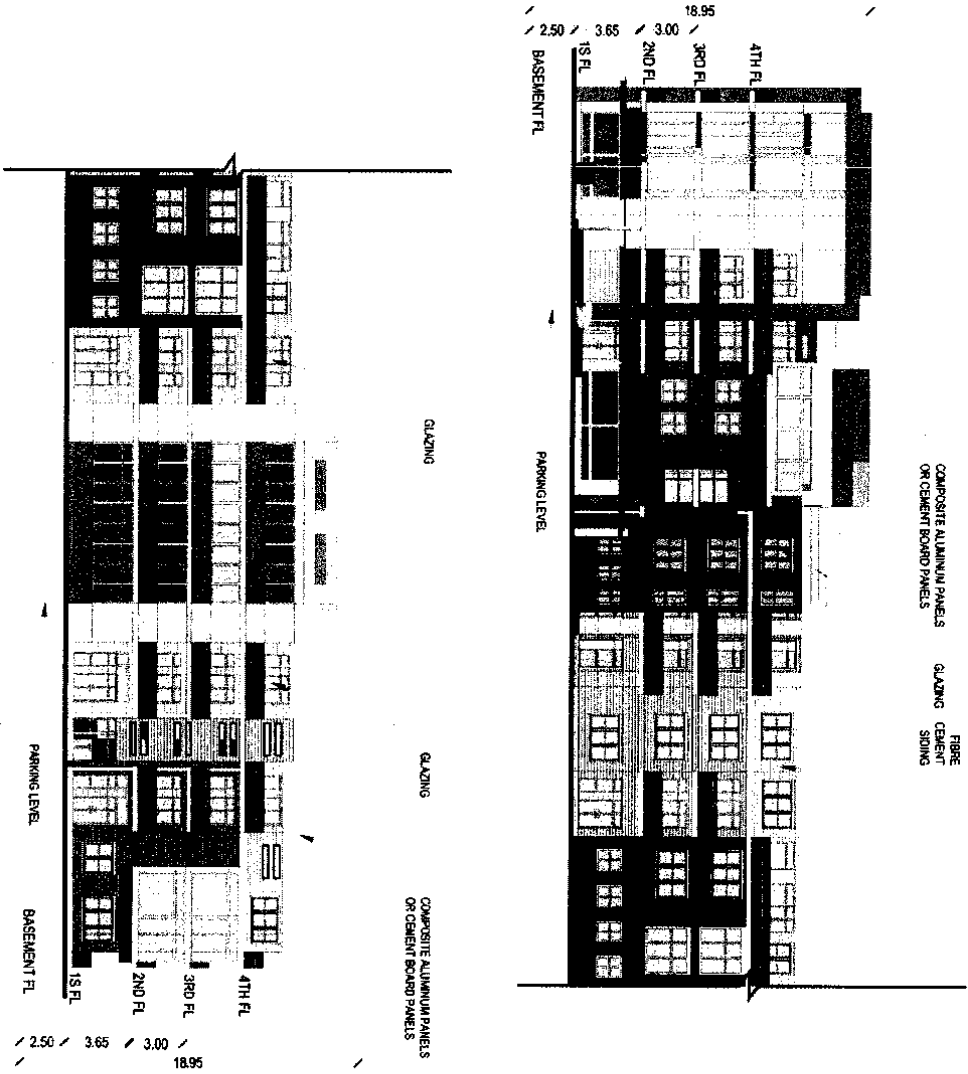 18.95
2.50
3.65
3.00
1S FL
2ND FL
3RD FL
4TH FL
BASEMENT FL
PARKING LEVEL
COMPOSITE ALUMINUM PANELS
OR CEMENT BOARD PANELS
GLAZING
FIBRE
CEMENT
SIDING
GLAZING
GLAZING
COMPOSITE ALUMINUM PANELS
OR CEMENT BOARD PANELS
PARKING LEVEL
BASEMENT FL
1S FL
2ND FL
3RD FL
4TH FL
2.50
3.65
3.00
18.95